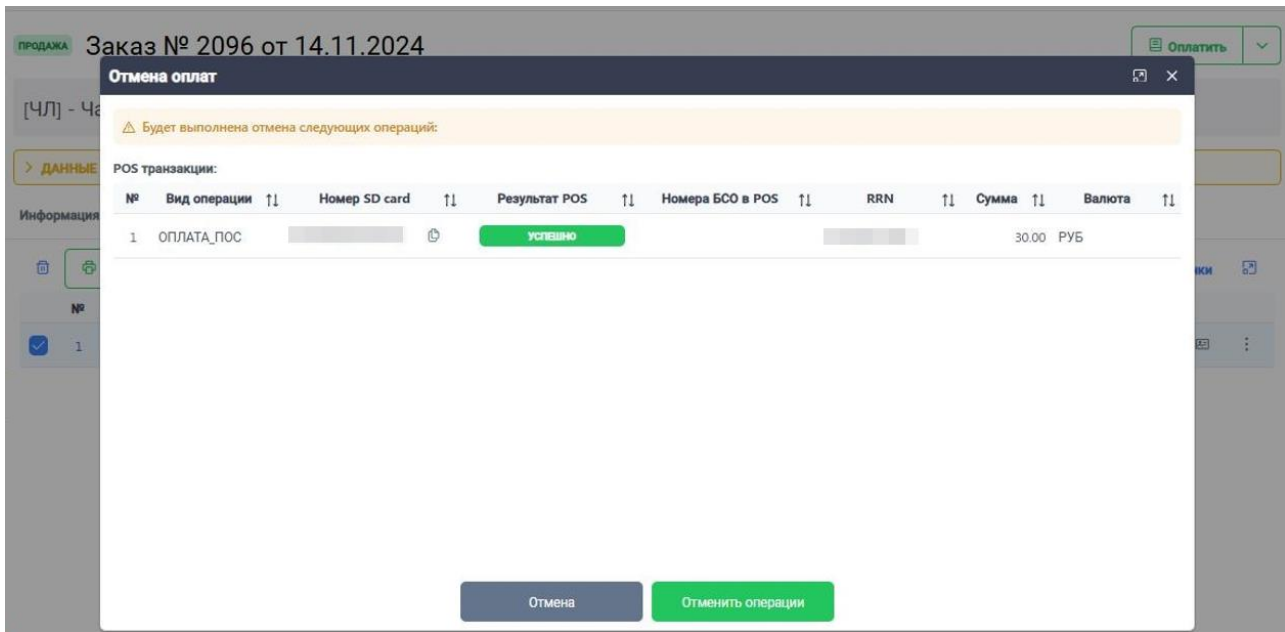 ПРОДАЖА Заказ № 2096 от 14.11.2024
Оплатить
Отмена оплат
[ЧЛ] - Ча
Будет выполнена отмена следующих операций:
> ДАННЫЕ
POS транзакции:
№ Вид операции Номер SD card Результат POS Номера БСО в POS RRN Сумма Валюта
Информация
1 ОПЛАТА_ПОС УСПЕШНО 30.00 РУБ
№
1
Отмена Отменить операции